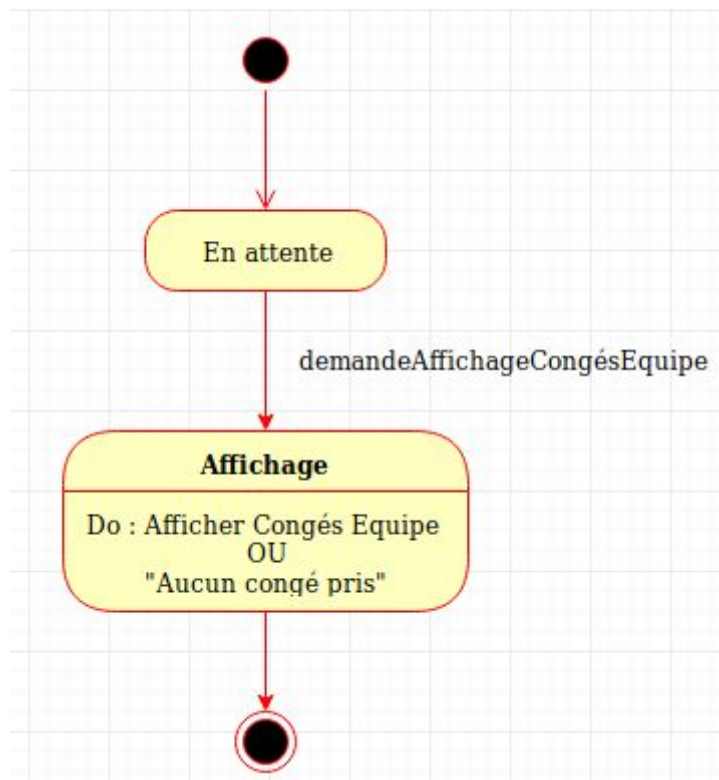 En attente
demandeAffichageCongésEquipe
Affichage
Do : Afficher Congés Equipe
OU
"Aucun congé pris"